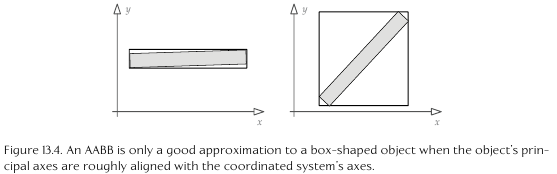 y
x
y
x
Figure 13.4. An AABB is only a good approximation to a box-shaped object when the object's prin-
cipal axes are roughly aligned with the coordinated system's axes.